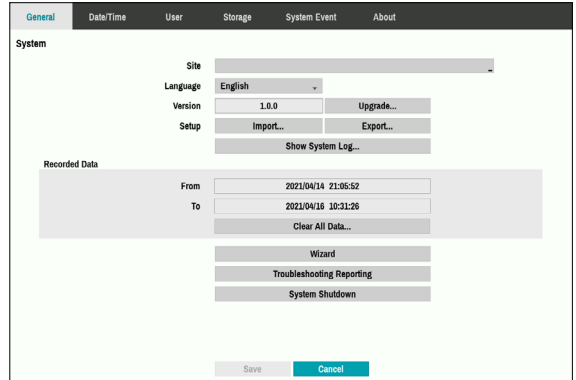 General Date/Time User Storage System Event About
System
Site
Language English
Version 1.0.0 Upgrade...
Setup Import... Export...
Show System Log...
Recorded Data
From 2021/04/14 21:05:52
To 2021/04/16 10:31:26
Clear All Data...
Wizard
Troubleshooting Reporting
System Shutdown
Save Cancel